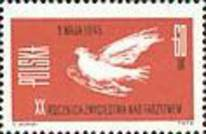 9 MAJA 1945
60
GR
POLSKA
XX
ROCZNICA ZWYCIĘSTWA NAD FASZYZMEM